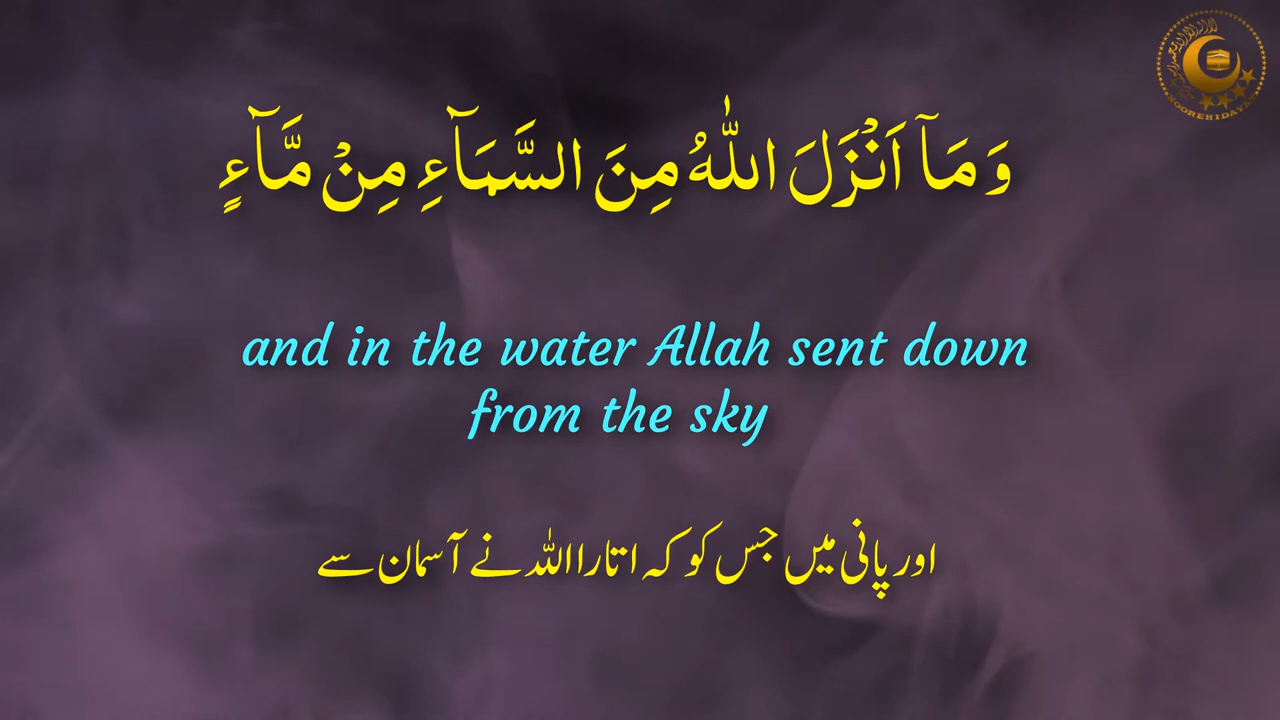 وَمَآ اَنْزَلَ اللّٰهُ مِنَ السَّمَآءِ مِنْ مَّآءٍ
and in the water Allah sent down
from the sky
اور پانی میں جس کو کہ اتارا اللہ نے آسمان سے
NOOREHIDAYAT